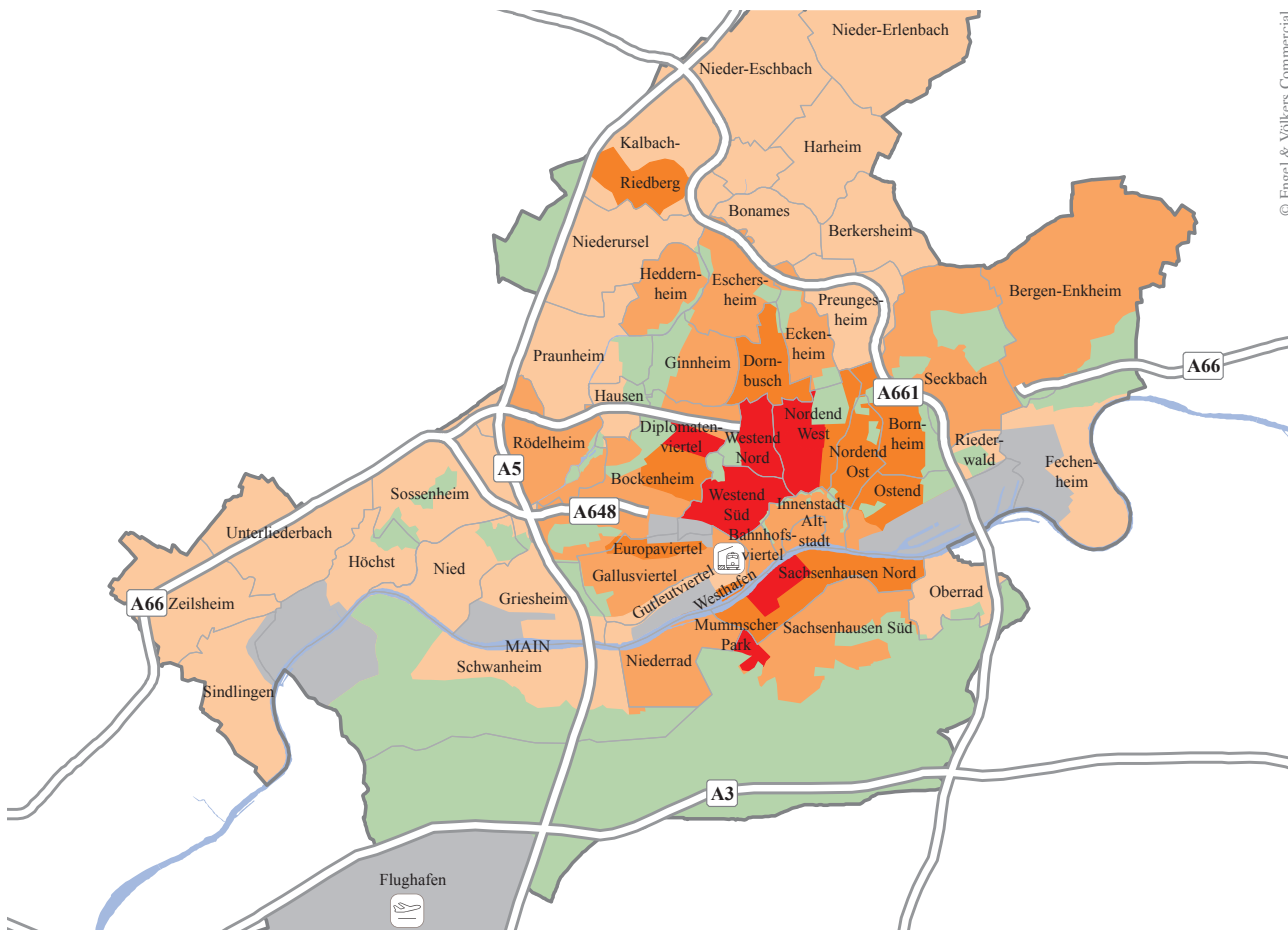 Nieder-Erlenbach
Nieder-Eschbach
© Engel & Völkers Commercial
Kalbach-
Riedberg
Harheim
Bonames
Berkersheim
Niederursel
Heddern-
heim
Eschers-
heim
Preunges-
heim
Bergen-Enkheim
Ecken-
heim
Praunheim
Ginnheim
Dorn-
busch
A66
Hausen
A661
Seckbach
Rödelheim
Diplomaten-
viertel
Westend
Nord
Nordend
West
Born-
heim
Nordend
Ost
Rieder-
wald
Fechen-
heim
A5
Bockenheim
Sossenheim
Westend
Süd
Ostend
Innenstadt
A648
Alt-
stadt
Unterliederbach
Bahnhofs-
viertel
Europaviertel
Höchst
Nied
Gallusviertel
Gutleutviertel
Westhafen
Sachsenhausen Nord
Oberrad
A66
Zeilsheim
Griesheim
Mummscher
Park
Sachsenhausen Süd
MAIN
Schwanheim
Niederrad
Sindlingen
A3
Flughafen